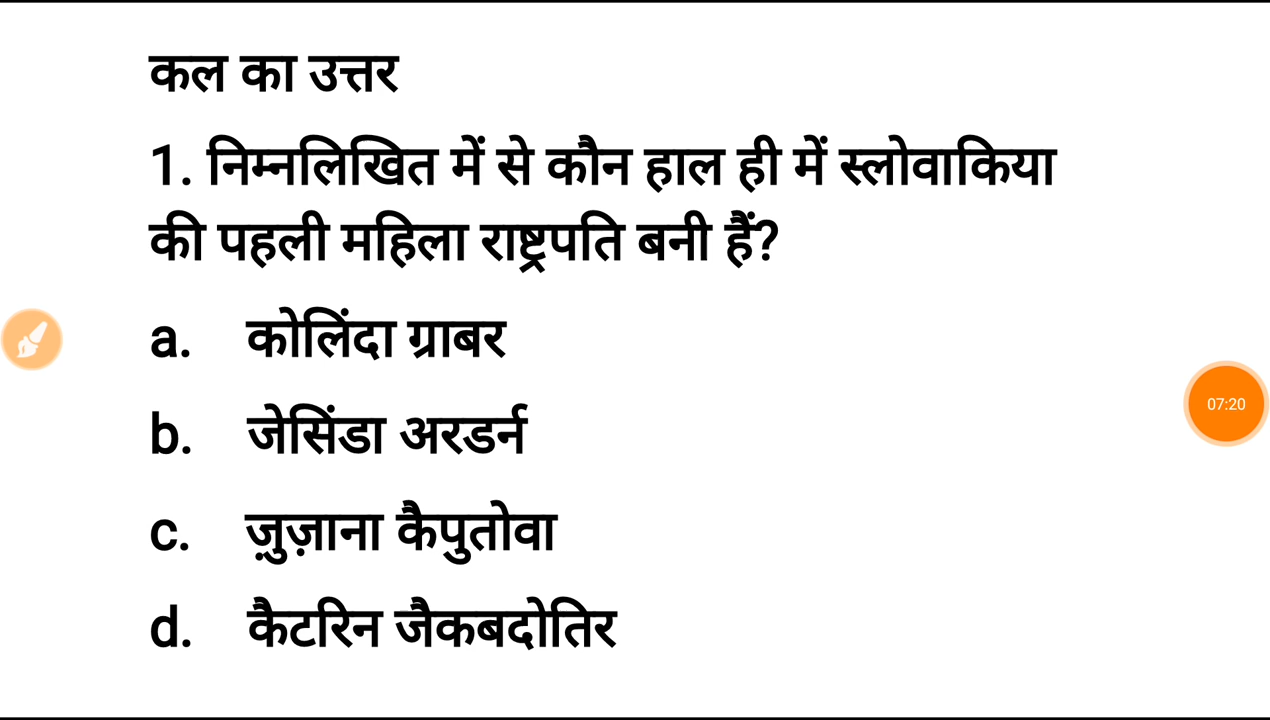 कल का उत्तर
1. निम्नलिखित में से कौन हाल ही में स्लोवाकिया
की पहली महिला राष्ट्रपति बनी हैं?
a. कोलिंदा ग्राबर
b. जेसिंडा अरडर्न
c. ज़ुज़ाना कैपुतोवा
d. कैटरिन जैकबदोतिर
07:20